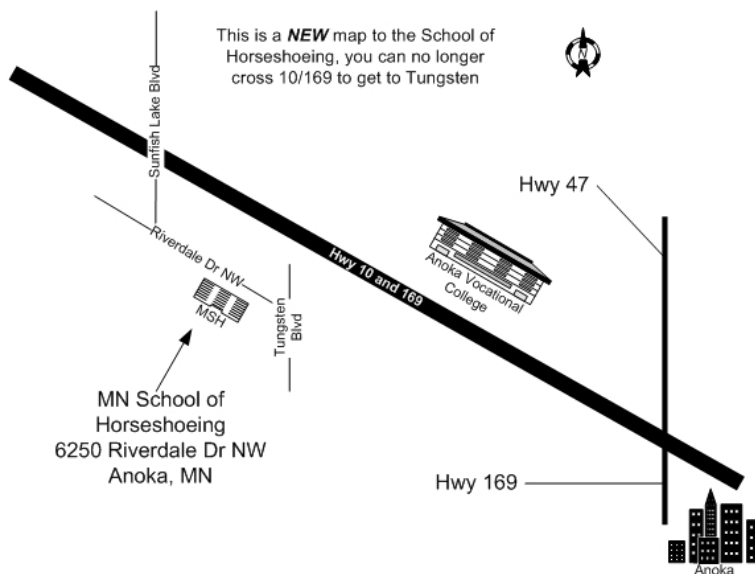 This is a NEW map to the School of
Horseshoeing, you can no longer
cross 10/169 to get to Tungsten
N
Sunfish Lake Blvd
Hwy 47
Riverdale Dr NW
Hwy 10 and 169
Anoka Vocational
College
MSH
Tungsten
Blvd
MN School of
Horseshoeing
6250 Riverdale Dr NW
Anoka, MN
Hwy 169
Anoka